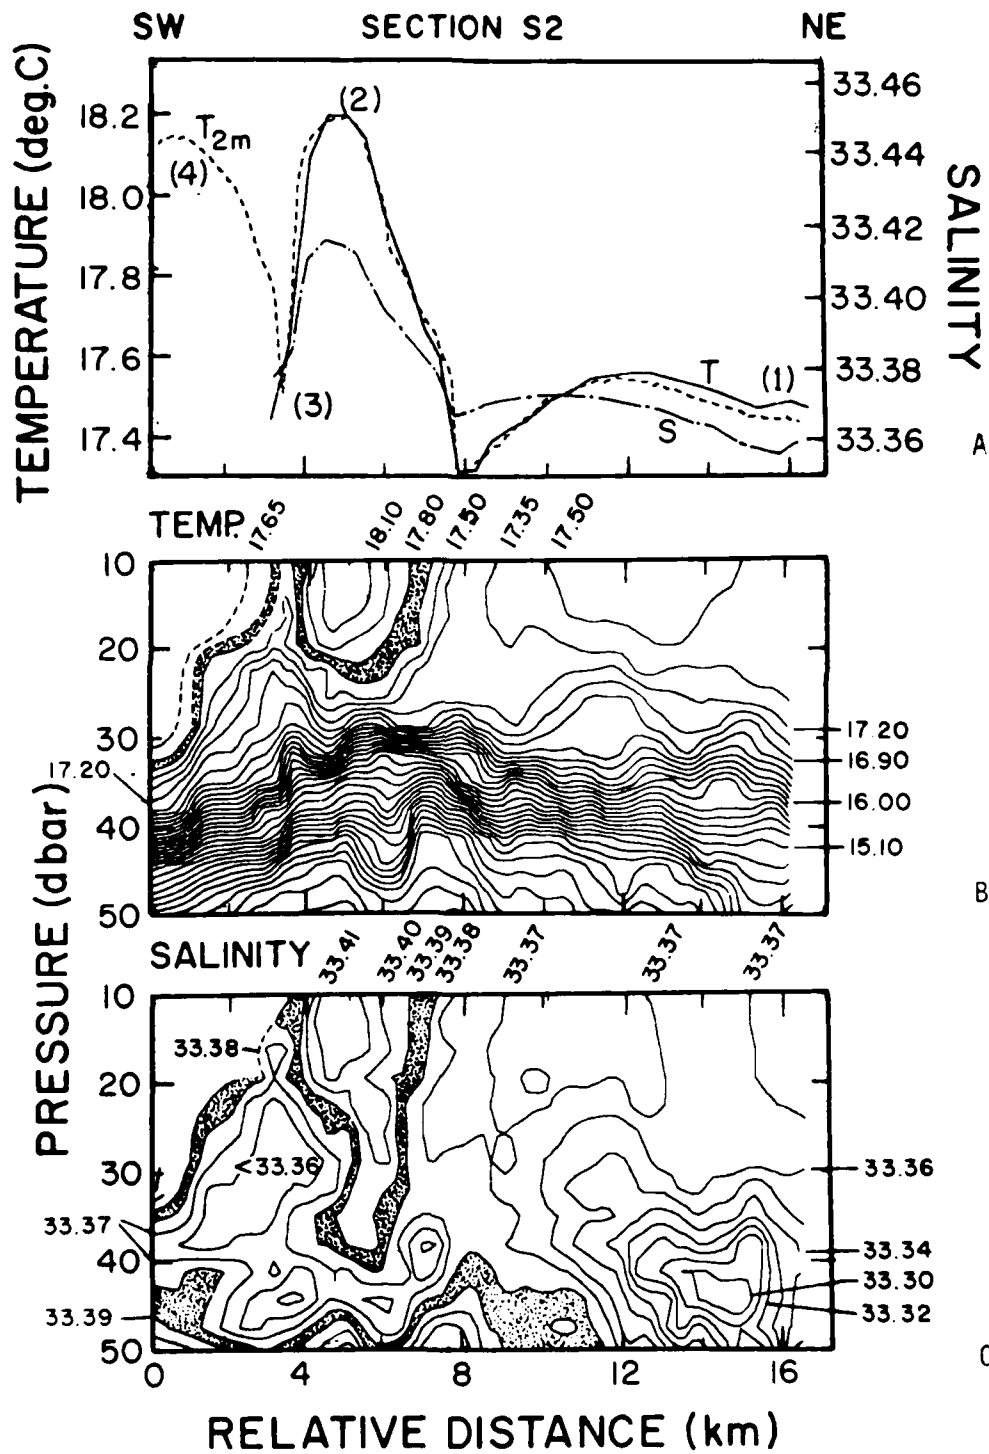 SW SECTION S2 NE
TEMPERATURE (deg.C)
18.2
18.0
17.8
17.6
17.4
T2m
(4)
(2)
(3)
T
(1)
S
33.46
33.44
33.42
33.40
33.38
33.36
SALINITY
A
TEMP. 17.65 18.10 17.80 17.50 17.35 17.50
10
20
30
17.20
40
50
17.20
16.90
16.00
15.10
B
PRESSURE (dbar)
SALINITY 33.41 33.40 33.39 33.38 33.37 33.37 33.37
10
33.38
20
<33.36
30
33.37
40
33.39
50
33.36
33.34
33.30
33.32
C
0 4 8 12 16
RELATIVE DISTANCE (km)